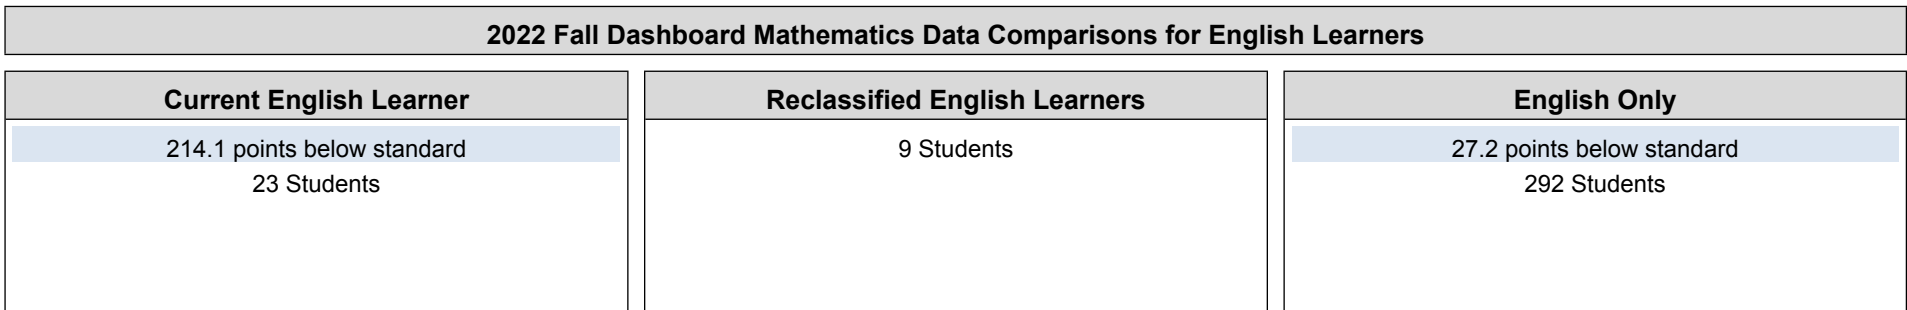 2022 Fall Dashboard Mathematics Data Comparisons for English Learners
Current English Learner
214.1 points below standard
23 Students
Reclassified English Learners
9 Students
English Only
27.2 points below standard
292 Students